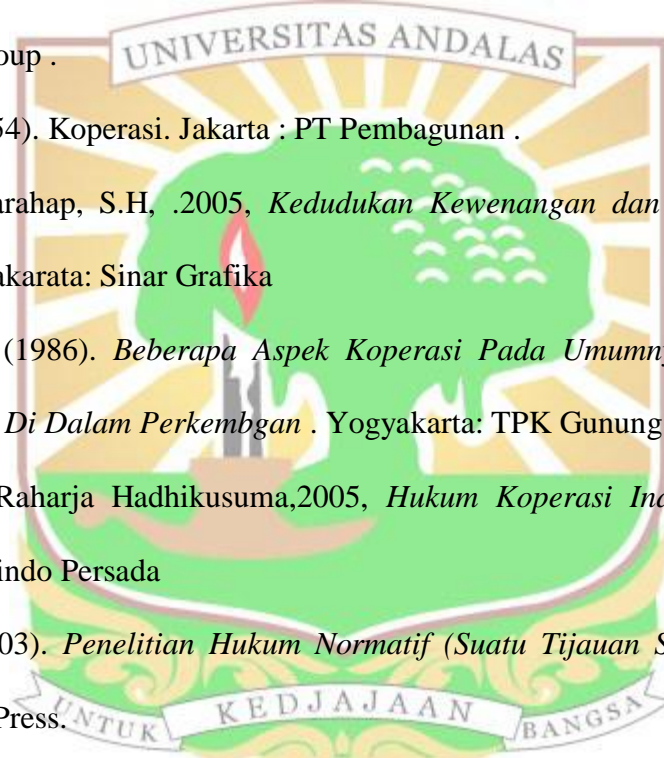 oup .
UNIVERSITAS ANDALAS
54). Koperasi. Jakarta : PT Pembagunan .
arahap, S.H, .2005, Kedudukan Kewenangan dan
akarata: Sinar Grafika
(1986). Beberapa Aspek Koperasi Pada Umumny
Di Dalam Perkembgan . Yogyakarta: TPK Gunung
Raharja Hadhikusuma,2005, Hukum Koperasi Ind
indo Persada
03). Penelitian Hukum Normatif (Suatu Tijauan S
Press.
UNTUK KEDJAJAAN BANGSA